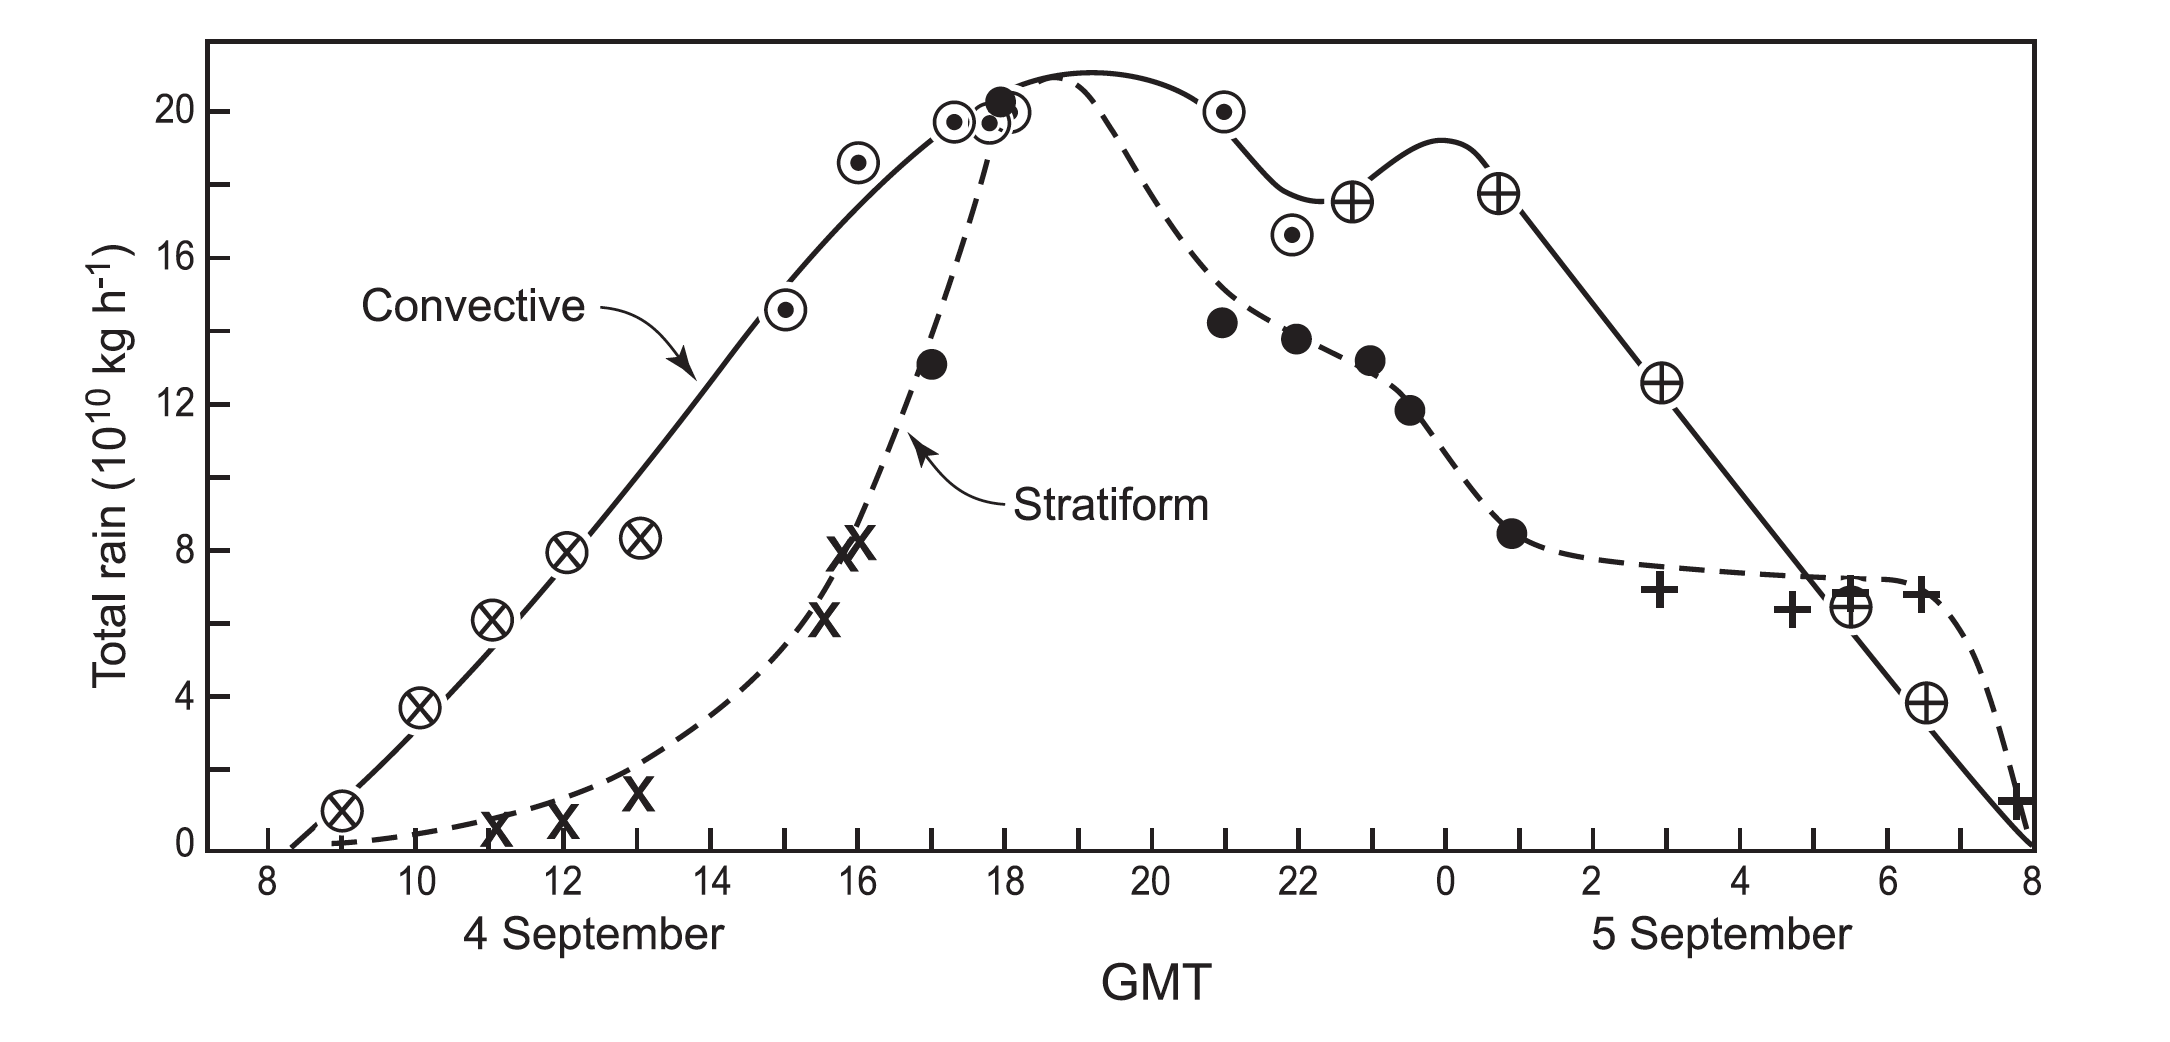 Total rain (10¹⁰ kg h⁻¹)
20
16
12
8
4
0
Convective
Stratiform
8 10 12 14 16 18 20 22 0 2 4 6 8
4 September 5 September
GMT